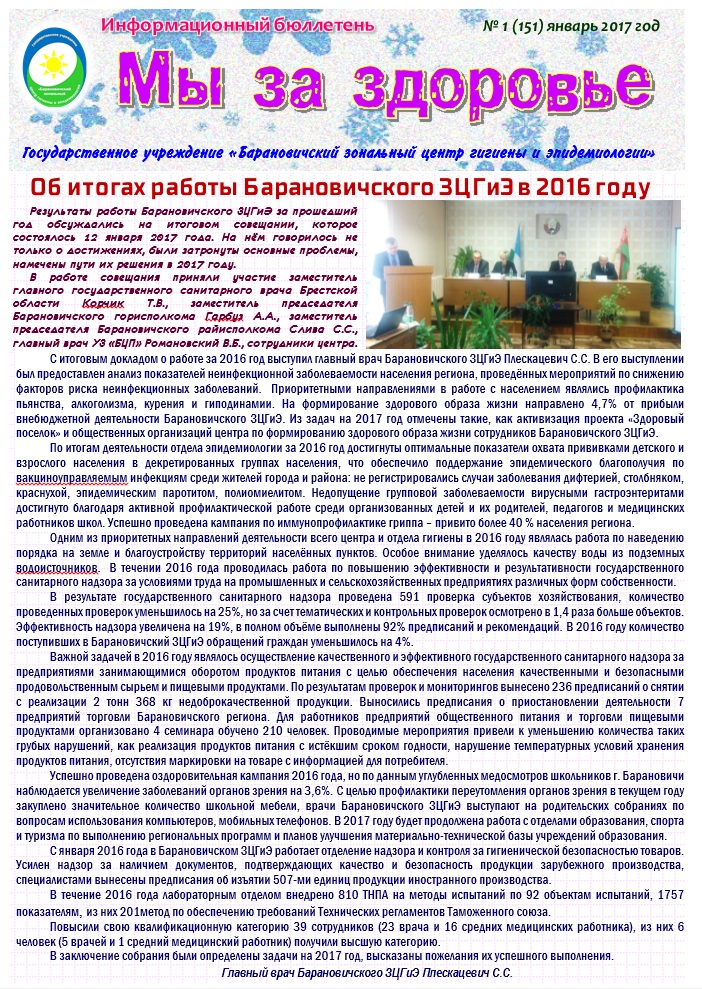 Информационный бюллетень
№ 1 (151) январь 2017 год
Мы за здоровье
Государственное учреждение «Барановичский зональный центр гигиены и эпидемиологии»
Об итогах работы Барановичского ЗЦГиЭ в 2016 году
Результаты работы Барановичского ЗЦГиЭ за прошедший
год обсуждались на итоговом совещании, которое
состоялось 12 января 2017 года. На нём говорилось не
только о достижениях, были затронуты основные проблемы,
намечены пути их решения в 2017 году.
В работе совещания приняли участие заместитель
главного государственного санитарного врача Брестской
области Корчик Т.В., заместитель председателя
Барановичского горисполкома Гарбуз А.А., заместитель
председателя Барановичского райисполкома Слива С.С.,
главный врач УЗ «БЦП» Романовский В.Б., сотрудники центра.
С итоговым докладом о работе за 2016 год выступил главный врач Барановичского ЗЦГиЭ Плескацевич С.С. В его выступлении
был предоставлен анализ показателей неинфекционной заболеваемости населения региона, проведённых мероприятий по снижению
факторов риска неинфекционных заболеваний. Приоритетными направлениями в работе с населением являлись профилактика
пьянства, алкоголизма, курения и гиподинамии. На формирование здорового образа жизни направлено 4,7% от прибыли
внебюджетной деятельности Барановичского ЗЦГиЭ. Из задач на 2017 год отмечены такие, как активизация проекта «Здоровый
поселок» и общественных организаций центра по формированию здорового образа жизни сотрудников Барановичского ЗЦГиЭ.
По итогам деятельности отдела эпидемиологии за 2016 год достигнуты оптимальные показатели охвата прививками детского и
взрослого населения в декретированных группах населения, что обеспечило поддержание эпидемического благополучия по
вакциноуправляемым инфекциям среди жителей города и района: не регистрировались случаи заболевания дифтерией, столбняком,
краснухой, эпидемическим паротитом, полиомиелитом. Недопущение групповой заболеваемости вирусными гастроэнтеритами
достигнуто благодаря активной профилактической работе среди организованных детей и их родителей, педагогов и медицинских
работников школ. Успешно проведена кампания по иммунопрофилактике гриппа – привито более 40 % населения региона.
Одним из приоритетных направлений деятельности всего центра и отдела гигиены в 2016 году являлась работа по наведению
порядка на земле и благоустройству территорий населённых пунктов. Особое внимание уделялось качеству воды из подземных
водоисточников. В течении 2016 года проводилась работа по повышению эффективности и результативности государственного
санитарного надзора за условиями труда на промышленных и сельскохозяйственных предприятиях различных форм собственности.
В результате государственного санитарного надзора проведена 591 проверка субъектов хозяйствования, количество
проведенных проверок уменьшилось на 25%, но за счет тематических и контрольных проверок осмотрено в 1,4 раза больше объектов.
Эффективность надзора увеличена на 19%, в полном объёме выполнены 92% предписаний и рекомендаций. В 2016 году количество
поступивших в Барановичский ЗЦГиЭ обращений граждан уменьшилось на 4%.
Важной задачей в 2016 году являлось осуществление качественного и эффективного государственного санитарного надзора за
предприятиями занимающимися оборотом продуктов питания с целью обеспечения населения качественными и безопасными
продовольственным сырьем и пищевыми продуктами. По результатам проверок и мониторингов вынесено 236 предписаний о снятии
с реализации 2 тонн 368 кг недоброкачественной продукции. Выносились предписания о приостановлении деятельности 7
предприятий торговли Барановичского региона. Для работников предприятий общественного питания и торговли пищевыми
продуктами организовано 4 семинара обучено 210 человек. Проводимые мероприятия привели к уменьшению количества таких
грубых нарушений, как реализация продуктов питания с истёкшим сроком годности, нарушение температурных условий хранения
продуктов питания, отсутствия маркировки на товаре с информацией для потребителя.
Успешно проведена оздоровительная кампания 2016 года, но по данным углубленных медосмотров школьников г. Барановичи
наблюдается увеличение заболеваний органов зрения на 3,6%. С целью профилактики переутомления органов зрения в текущем году
закуплено значительное количество школьной мебели, врачи Барановичского ЗЦГиЭ выступают на родительских собраниях по
вопросам использования компьютеров, мобильных телефонов. В 2017 году будет продолжена работа с отделами образования, спорта
и туризма по выполнению региональных программ и планов улучшения материально-технической базы учреждений образования.
С января 2016 года в Барановичском ЗЦГиЭ работает отделение надзора и контроля за гигиенической безопасностью товаров.
Усилен надзор за наличием документов, подтверждающих качество и безопасность продукции зарубежного производства,
специалистами вынесены предписания об изъятии 507-ми единиц продукции иностранного производства.
В течение 2016 года лабораторным отделом внедрено 810 ТНПА на методы испытаний по 92 объектам испытаний, 1757
показателям, из них 201метод по обеспечению требований Технических регламентов Таможенного союза.
Повысили свою квалификационную категорию 39 сотрудников (23 врача и 16 средних медицинских работника), из них 6
человек (5 врачей и 1 средний медицинский работник) получили высшую категорию.
В заключение собрания были определены задачи на 2017 год, высказаны пожелания их успешного выполнения.
Главный врач Барановичского ЗЦГиЭ Плескацевич С.С.